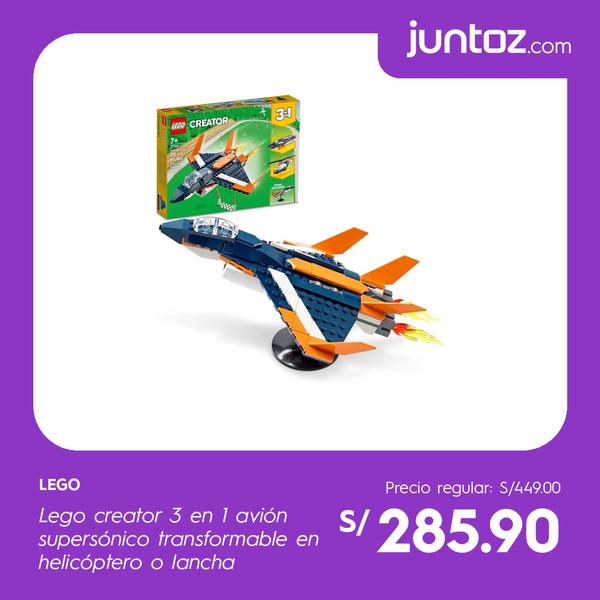 juntoz.com
LEGO CREATOR
3in1
7+
LEGO
Lego creator 3 en 1 avión
supersónico transformable en
helicóptero o lancha
Precio regular: S/449.00
S/ 285.90